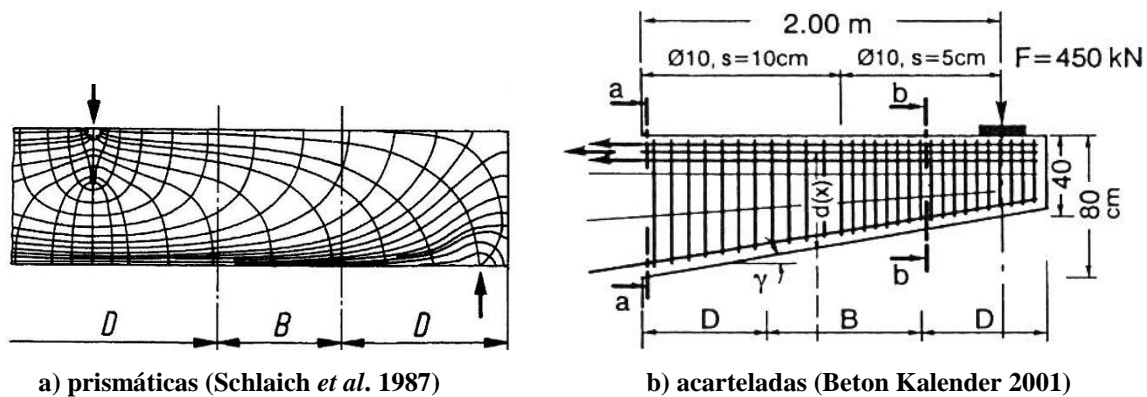 2.00 m
Ø10, s=10cm
Ø10, s=5cm
F=450 kN
a
b
d(x)
40
80
cm
γ
b
a
D
B
D
D
B
D
a) prismáticas (Schlaich et al. 1987)
b) acarteladas (Beton Kalender 2001)